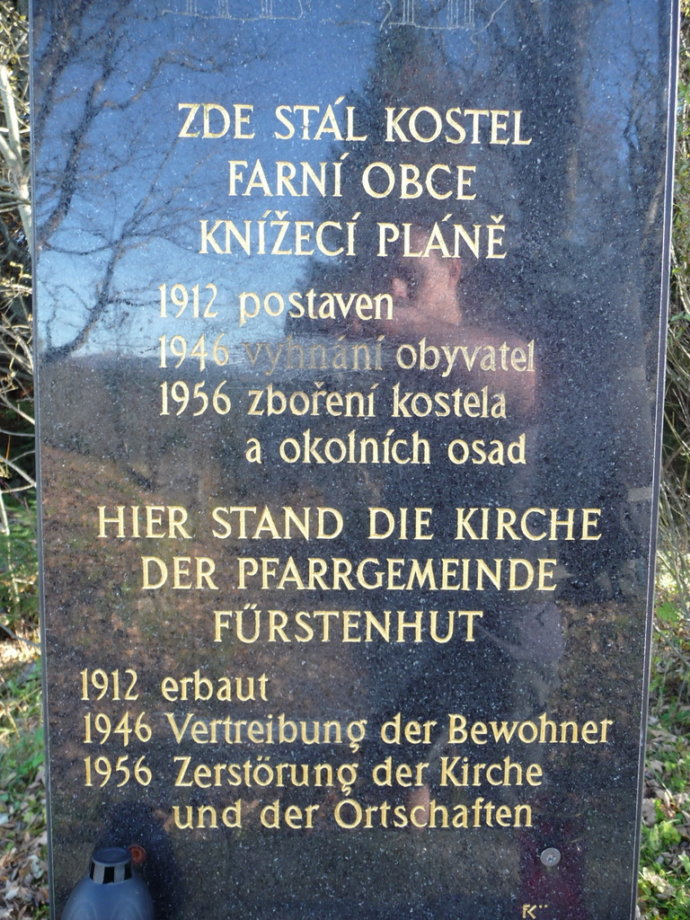 ZDE STÁL KOSTEL
FARNÍ OBCE
KNÍŽECÍ PLÁNĚ
1912 postaven
1946 vyhnání obyvatel
1956 zboření kostela
a okolních osad
HIER STAND DIE KIRCHE
DER PFARRGEMEINDE
FÜRSTENHUT
1912 erbaut
1946 Vertreibung der Bewohner
1956 Zerstörung der Kirche
und der Ortschaften